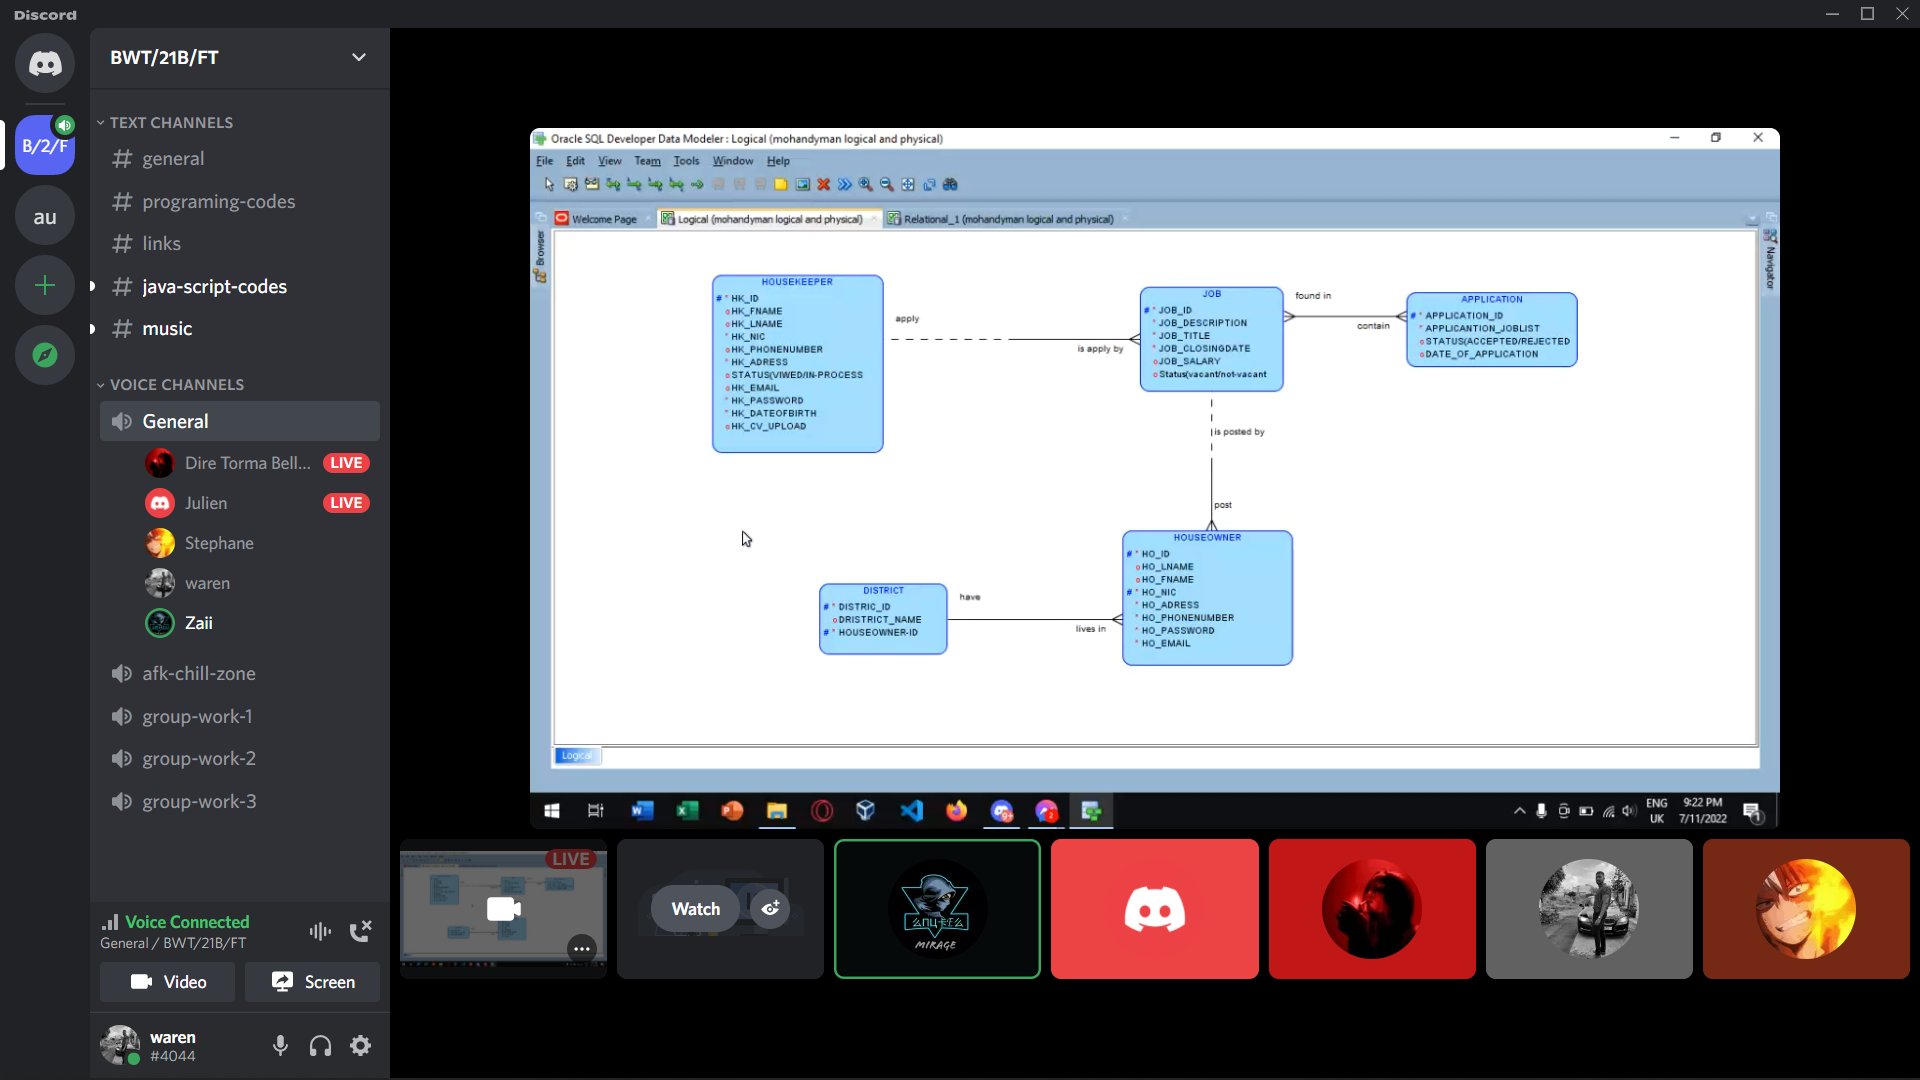 Discord
BWT/21B/FT
B/2/F
au
TEXT CHANNELS
general
programing-codes
links
java-script-codes
music
VOICE CHANNELS
General
Dire Torma Bell... LIVE
Julien LIVE
Stephane
waren
Zaii
afk-chill-zone
group-work-1
group-work-2
group-work-3
Voice Connected
General / BWT/21B/FT
Video
Screen
waren
#4044
Oracle SQL Developer Data Modeler : Logical (mohandyman logical and physical)
File Edit View Team Tools Window Help
Welcome Page
Logical (mohandyman logical and physical)
Relational_1 (mohandyman logical and physical)
Browser
Navigator
HOUSEKEEPER
# * HK_ID
o HK_FNAME
o HK_LNAME
* HK_NIC
o HK_PHONENUMBER
* HK_ADRESS
o STATUS(VIWED/IN-PROCESS
o HK_EMAIL
* HK_PASSWORD
* HK_DATEOFBIRTH
o HK_CV_UPLOAD
apply
is apply by
JOB
# * JOB_ID
* JOB_DESCRIPTION
* JOB_TITLE
* JOB_CLOSINGDATE
o JOB_SALARY
o Status(vacant/not-vacant
found in
contain
APPLICATION
# * APPLICATION_ID
* APPLICANTION_JOBLIST
o STATUS(ACCEPTED/REJECTED
o DATE_OF_APPLICATION
is posted by
post
HOUSEOWNER
# * HO_ID
o HO_LNAME
o HO_FNAME
# * HO_NIC
* HO_ADRESS
* HO_PHONENUMBER
* HO_PASSWORD
* HO_EMAIL
DISTRICT
# * DISTRIC_ID
o DRISTRICT_NAME
# * HOUSEOWNER-ID
have
lives in
Logical
ENG
UK
9:22 PM
7/11/2022
LIVE
Watch
MIRAGE